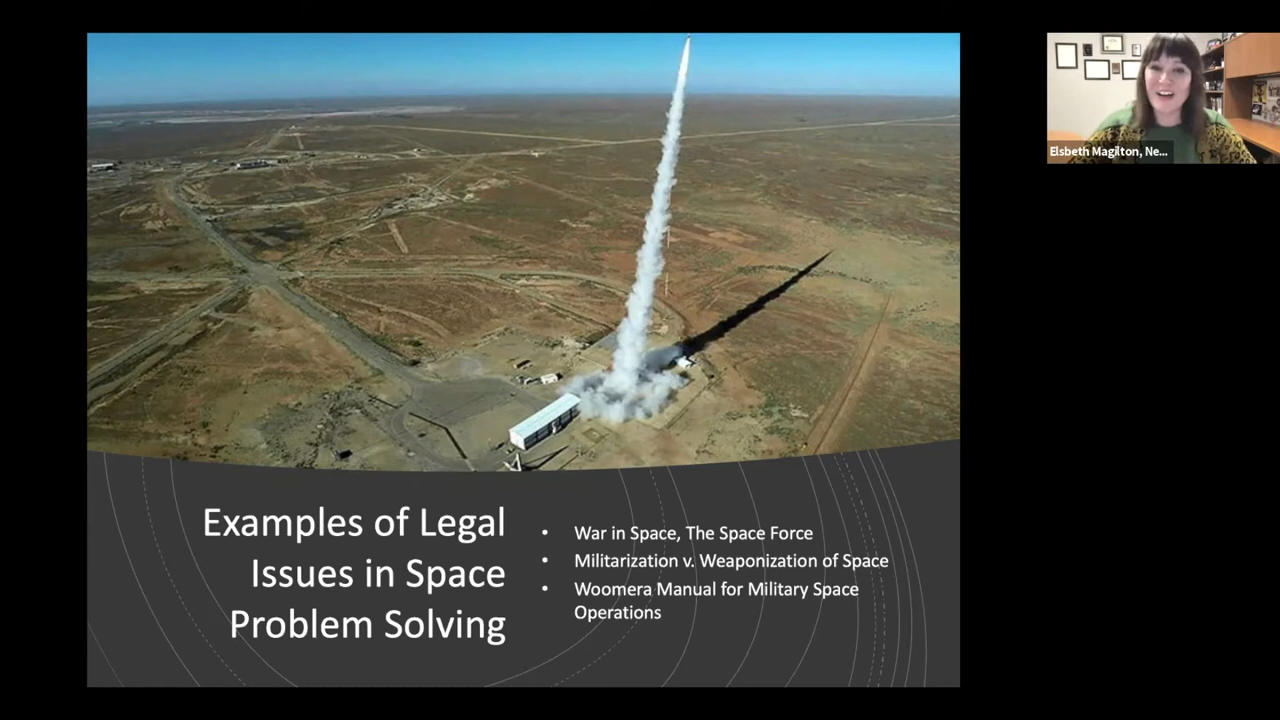 Elsbeth Magilton, Ne...
Examples of Legal
Issues in Space
Problem Solving
• War in Space, The Space Force
• Militarization v. Weaponization of Space
• Woomera Manual for Military Space
Operations